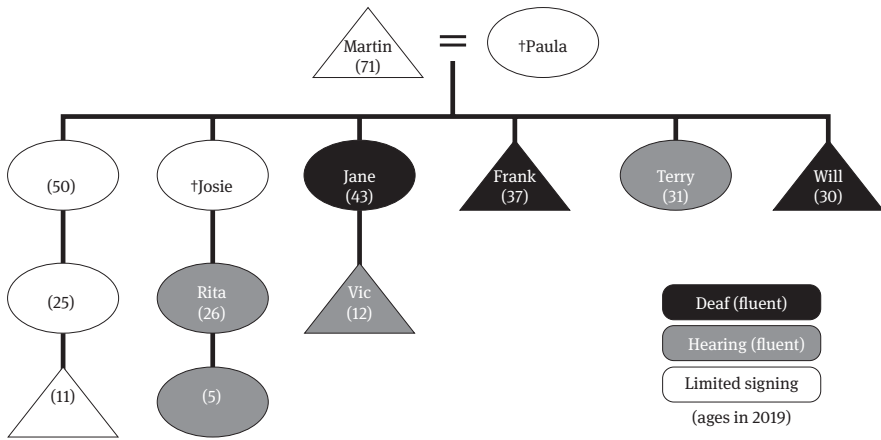 Martin
(71)
†Paula
(50)
†Josie
Jane
(43)
Frank
(37)
Terry
(31)
Will
(30)
(25)
Rita
(26)
Vic
(12)
(11)
(5)
Deaf (fluent)
Hearing (fluent)
Limited signing
(ages in 2019)